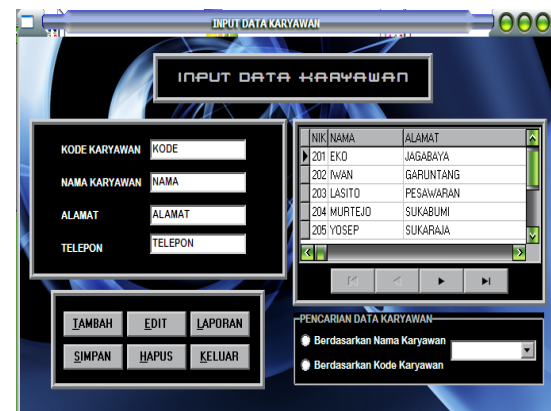 INPUT DATA KARYAWAN
INPUT DATA KARYAWAN
KODE KARYAWAN KODE
NAMA KARYAWAN NAMA
ALAMAT ALAMAT
TELEPON TELEPON
NIK NAMA ALAMAT
201 EKO JAGABAYA
202 IWAN GARUNTANG
203 LASITO PESAWARAN
204 MURTEJO SUKABUMI
205 YOSEP SUKARAJA
TAMBAH EDIT LAPORAN
SIMPAN HAPUS KELUAR
PENCARIAN DATA KARYAWAN
Berdasarkan Nama Karyawan
Berdasarkan Kode Karyawan